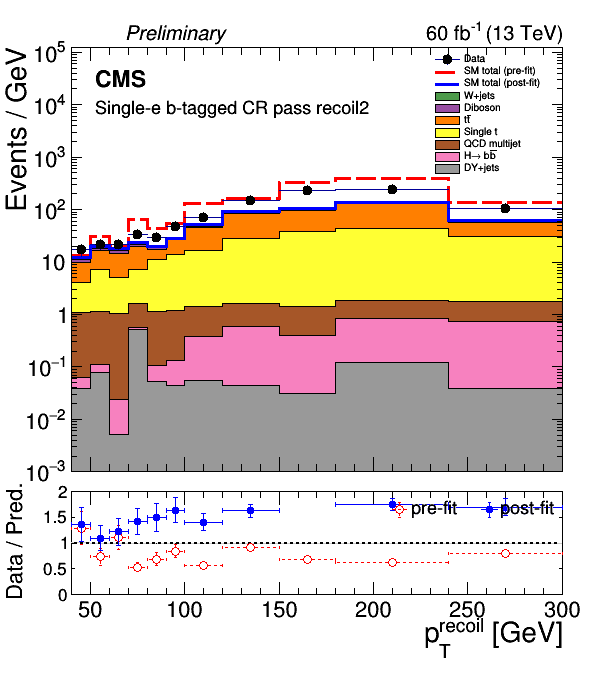 Preliminary 60 fb⁻¹ (13 TeV)
CMS
Single-e b-tagged CR pass recoil2
Data
SM total (pre-fit)
SM total (post-fit)
W+jets
Diboson
tt̅
Single t
QCD multijet
H→ bb̅
DY+jets
Events / GeV
10⁵
10⁴
10³
10²
10
1
10⁻¹
10⁻²
10⁻³
Data / Pred.
2
1.5
1
0.5
0
pre-fit post-fit
50 100 150 200 250 300
p_T^recoil [GeV]